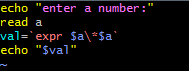 echo "enter a number:"
read a
val=`expr $a\*$a`
echo "$val"
~